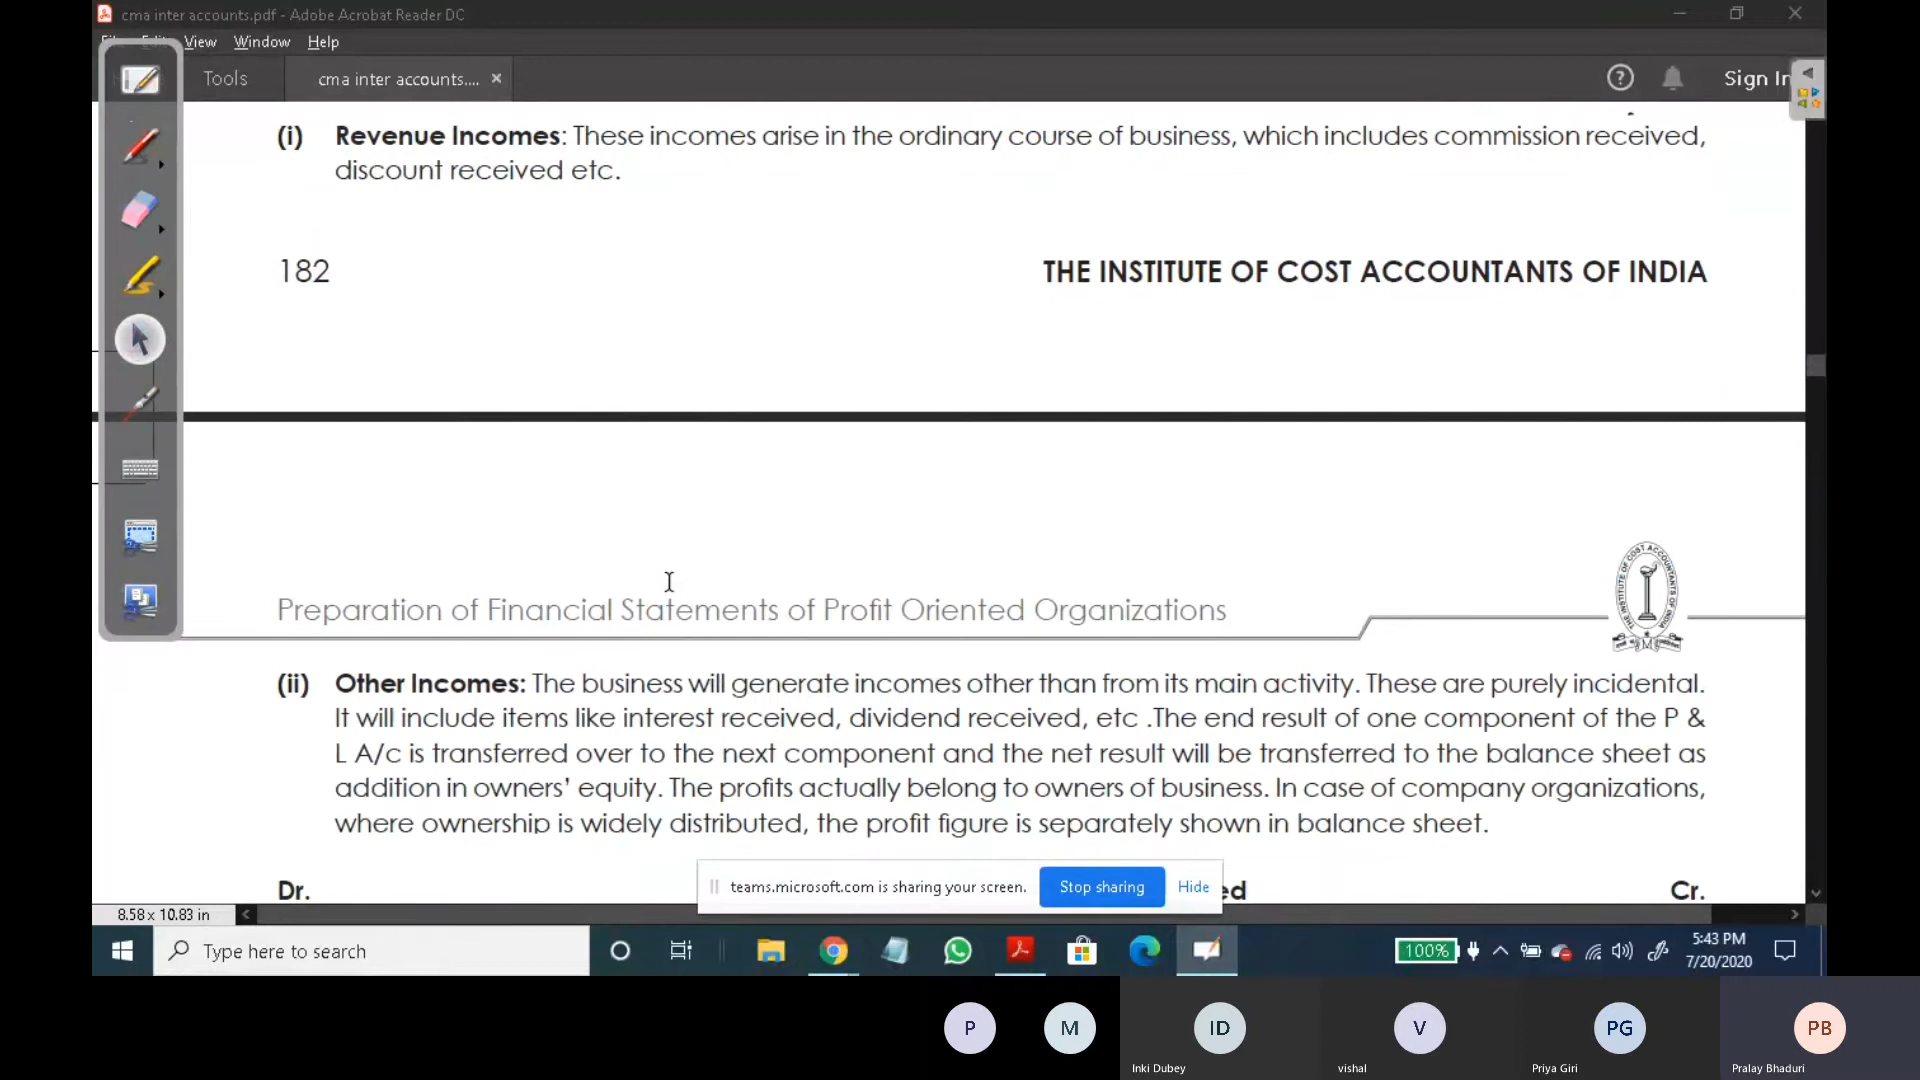 cma inter accounts.pdf - Adobe Acrobat Reader DC
View Window Help
Tools
cma inter accounts....
Sign In
(i) Revenue Incomes: These incomes arise in the ordinary course of business, which includes commission received,
discount received etc.
182
THE INSTITUTE OF COST ACCOUNTANTS OF INDIA
Preparation of Financial Statements of Profit Oriented Organizations
(ii) Other Incomes: The business will generate incomes other than from its main activity. These are purely incidental.
It will include items like interest received, dividend received, etc .The end result of one component of the P &
L A/c is transferred over to the next component and the net result will be transferred to the balance sheet as
addition in owners' equity. The profits actually belong to owners of business. In case of company organizations,
where ownership is widely distributed, the profit figure is separately shown in balance sheet.
Dr.
Cr.
teams.microsoft.com is sharing your screen.
Stop sharing
Hide
8.58 x 10.83 in
Type here to search
100%
5:43 PM
7/20/2020
P
M
ID
V
PG
PB
Inki Dubey
vishal
Priya Giri
Pralay Bhaduri